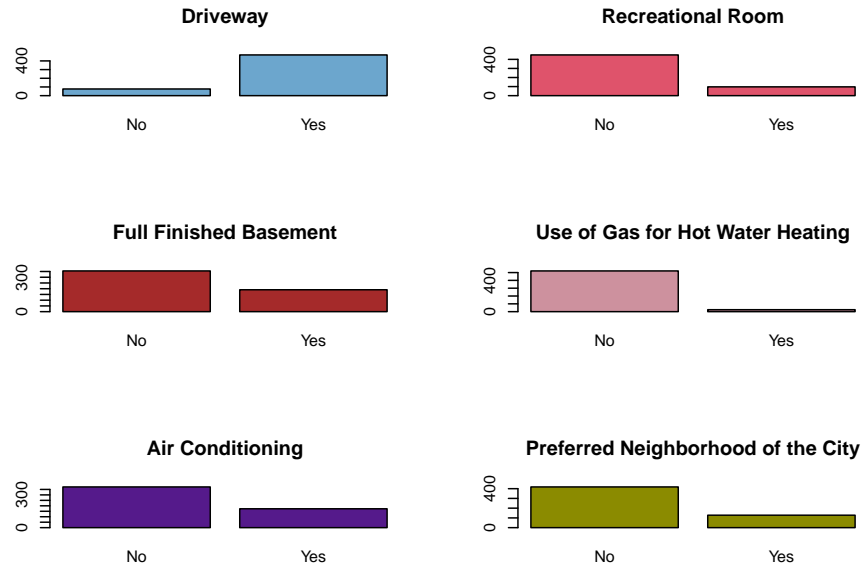 Driveway
400
0
No Yes
Recreational Room
400
0
No Yes
Full Finished Basement
300
0
No Yes
Use of Gas for Hot Water Heating
400
0
No Yes
Air Conditioning
300
0
No Yes
Preferred Neighborhood of the City
400
0
No Yes